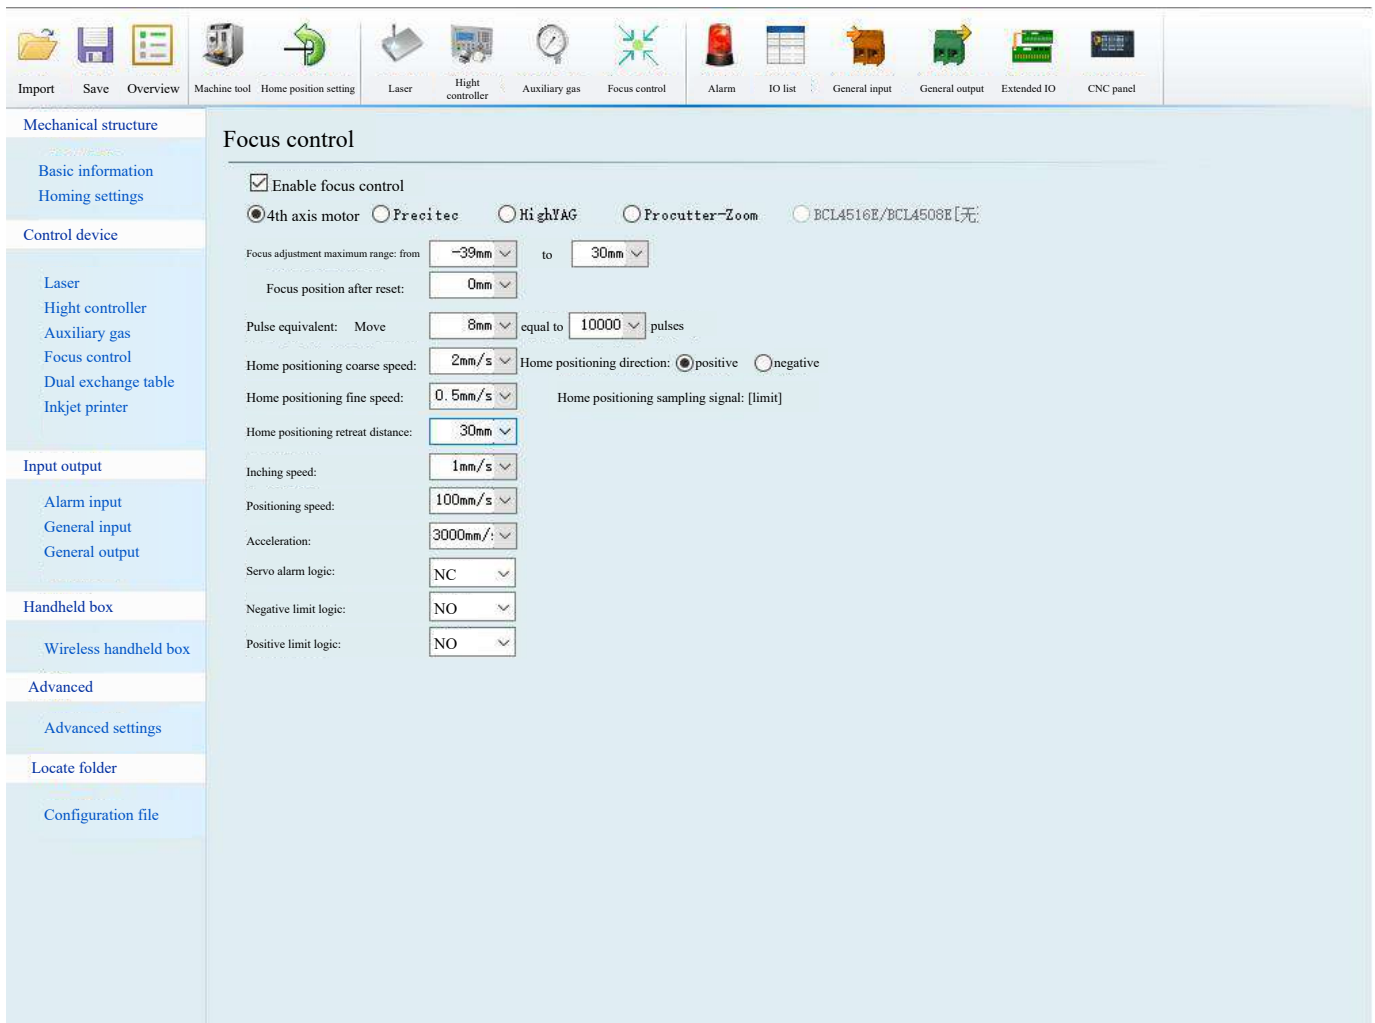 Import Save Overview Machine tool Home position setting Laser Hight controller Auxiliary gas Focus control Alarm IO list General input General output Extended IO CNC panel
Mechanical structure
Basic information
Homing settings
Control device
Laser
Hight controller
Auxiliary gas
Focus control
Dual exchange table
Inkjet printer
Input output
Alarm input
General input
General output
Handheld box
Wireless handheld box
Advanced
Advanced settings
Locate folder
Configuration file
Focus control
Enable focus control
4th axis motor Precitec HighYAG Procutter-Zoom BCL4516E/BCL4508E[无
Focus adjustment maximum range: from -39mm to 30mm
Focus position after reset: 0mm
Pulse equivalent: Move 8mm equal to 10000 pulses
Home positioning coarse speed: 2mm/s Home positioning direction: positive negative
Home positioning fine speed: 0.5mm/s Home positioning sampling signal: [limit]
Home positioning retreat distance: 30mm
Inching speed: 1mm/s
Positioning speed: 100mm/s
Acceleration: 3000mm/
Servo alarm logic: NC
Negative limit logic: NO
Positive limit logic: NO